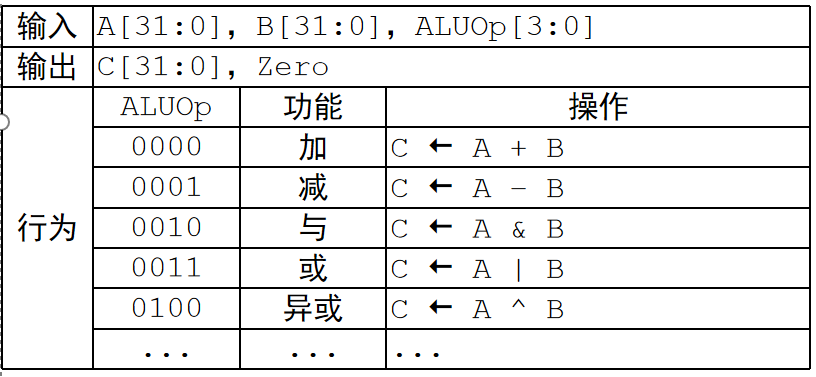 输入 A[31:0], B[31:0], ALUOp[3:0]
输出 C[31:0], Zero
行为
ALUOp 功能 操作
0000 加 C ← A + B
0001 减 C ← A - B
0010 与 C ← A & B
0011 或 C ← A | B
0100 异或 C ← A ^ B
... ... ...